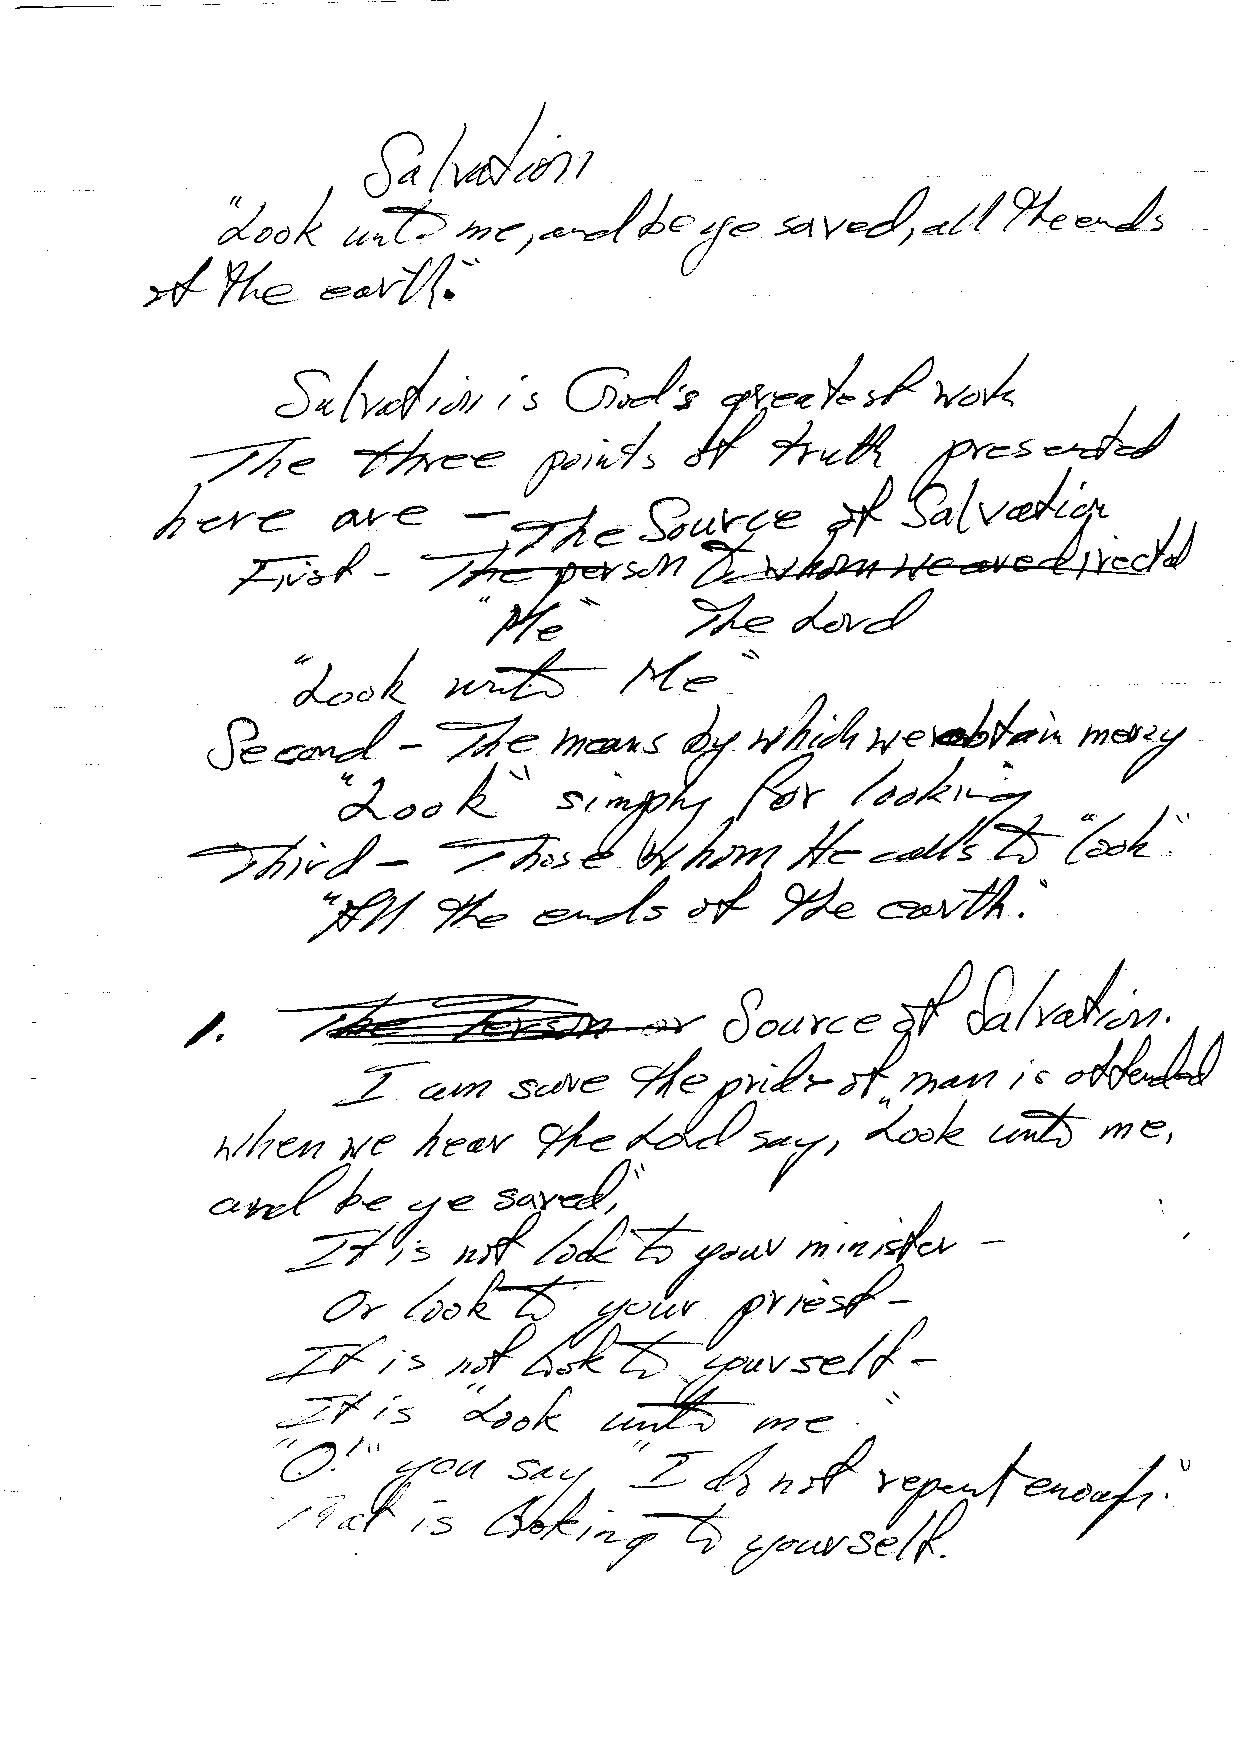 Salvation
"Look unto me, and be ye saved, all the ends
of the earth."
Salvation is God's greatest work
The three points of truth presented
here are - The Source of Salvation
First - The person to whom we are directed
"Me" The Lord
"Look unto Me"
Second - The means by which we obtain mercy
"Look" simply for looking
Third - Those whom He calls to "look".
"All the ends of the earth."
1. The Person or Source of Salvation.
I am sure the pride of man is offended
when we hear the Lord say, "Look unto me,
and be ye saved,"
It is not look to your minister -
Or look to your priest -
It is not look to yourself -
It is "Look unto me."
"O!" you say "I do not repent enough."
That is looking to yourself.